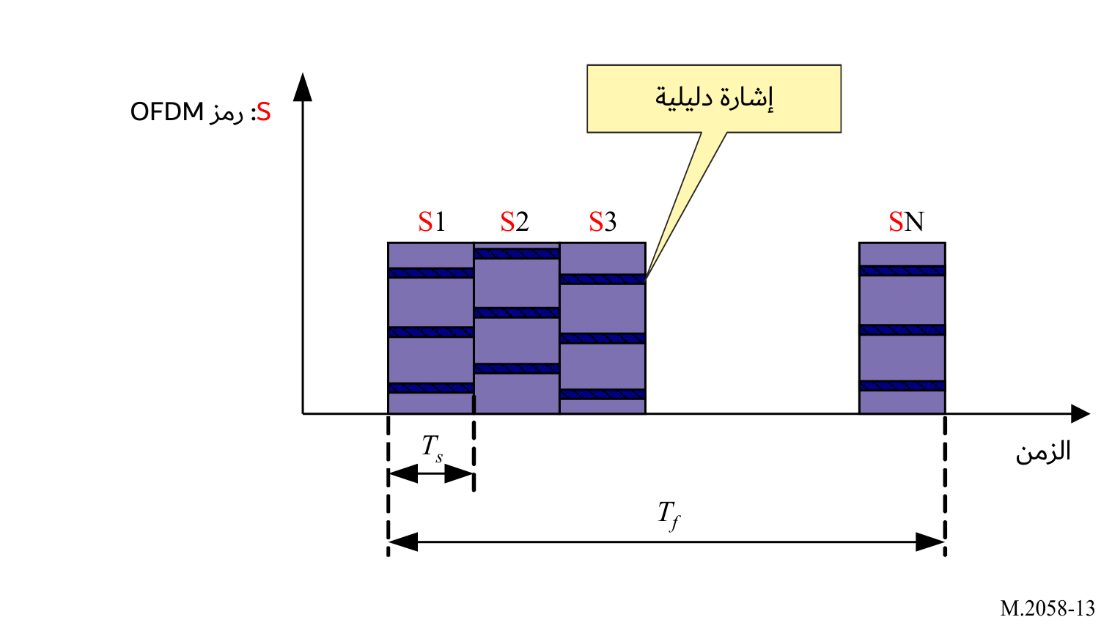 إشارة دليلية
S: رمز OFDM
S1
S2
S3
SN
الزمن
Ts
Tf
M.2058-13